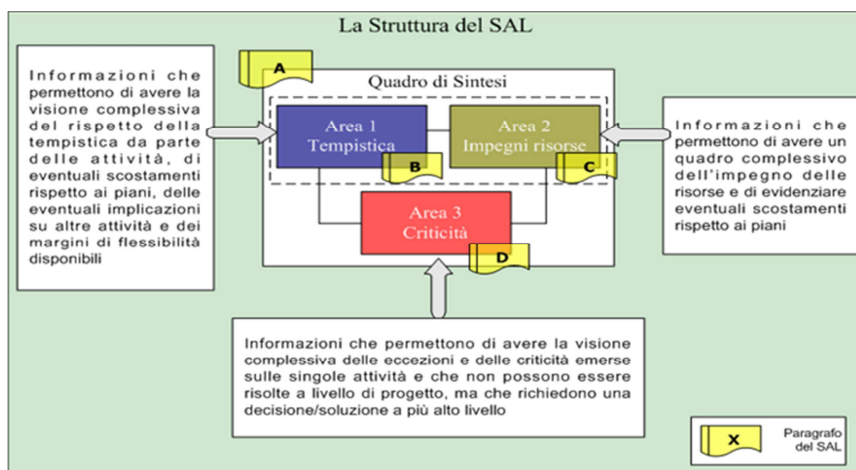 La Struttura del SAL
A
Quadro di Sintesi
Informazioni che
permettono di avere la
visione complessiva
del rispetto della
tempistica da parte
delle attività, di
eventuali scostamenti
rispetto ai piani, delle
eventuali implicazioni
su altre attività e dei
margini di flessibilità
disponibili
Area 1
Tempistica
B
Area 2
Impegni risorse
C
Informazioni che
permettono di avere un
quadro complessivo
dell'impegno delle
risorse e di evidenziare
eventuali scostamenti
rispetto ai piani
Area 3
Criticità
D
Informazioni che permettono di avere la visione
complessiva delle eccezioni e delle criticità emerse
sulle singole attività e che non possono essere
risolte a livello di progetto, ma che richiedono una
decisione/soluzione a più alto livello
X
Paragrafo
del SAL